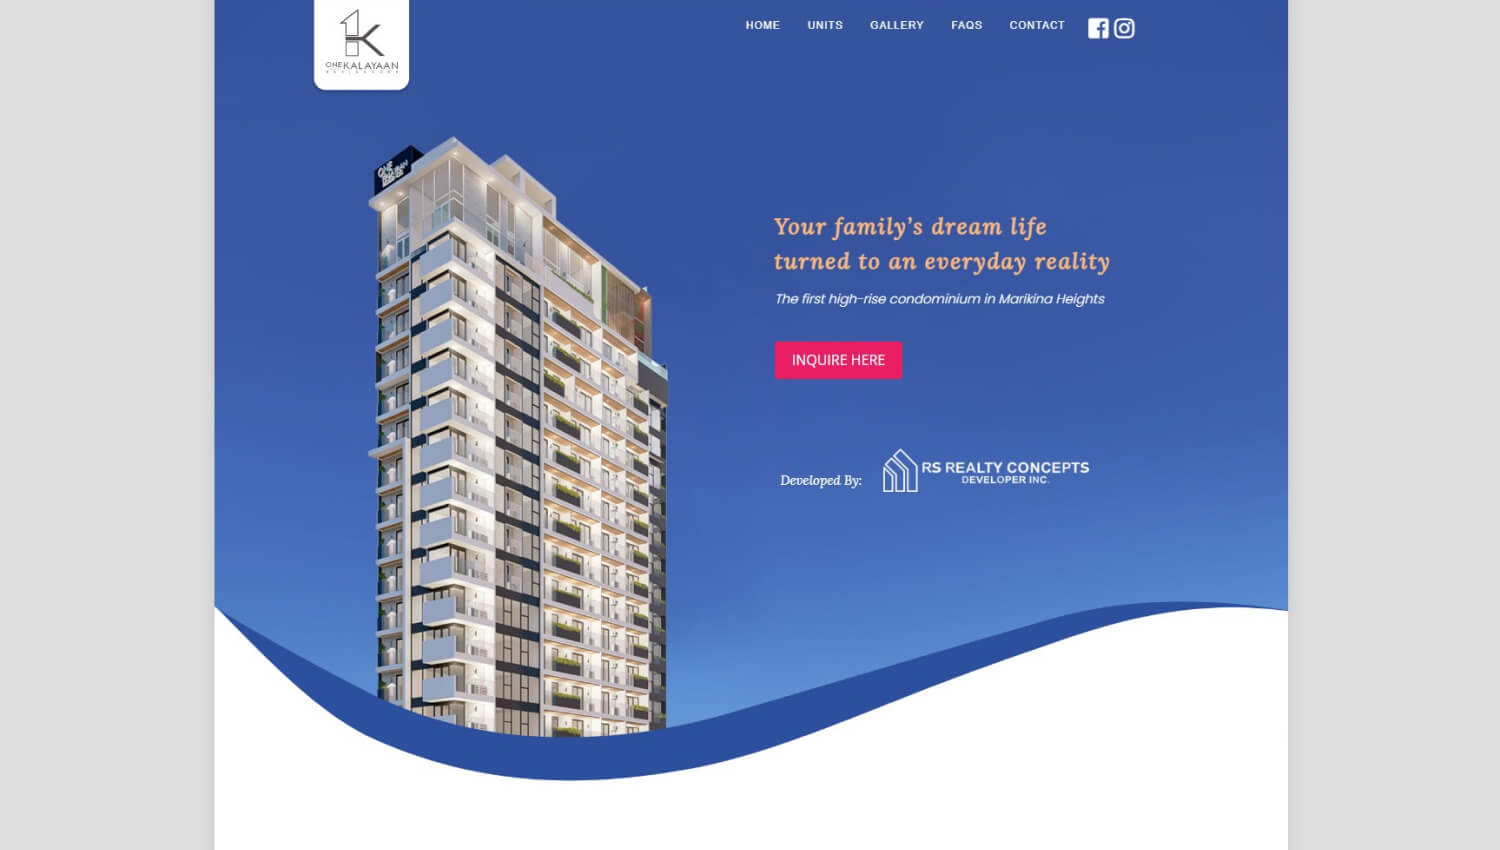 ONE KALAYAAN
RESIDENCES
HOME
UNITS
GALLERY
FAQS
CONTACT
Your family's dream life
turned to an everyday reality
The first high-rise condominium in Marikina Heights
INQUIRE HERE
Developed By:
RS REALTY CONCEPTS
DEVELOPER INC.